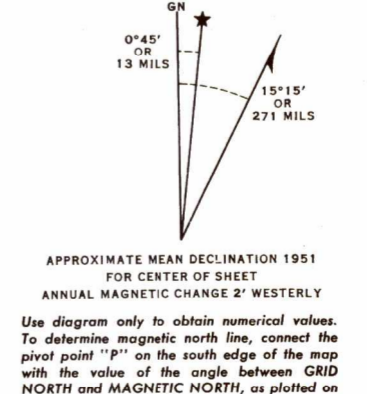 GN
0°45'
OR
13 MILS
15°15'
OR
271 MILS
APPROXIMATE MEAN DECLINATION 1951
FOR CENTER OF SHEET
ANNUAL MAGNETIC CHANGE 2' WESTERLY
Use diagram only to obtain numerical values.
To determine magnetic north line, connect the
pivot point "P" on the south edge of the map
with the value of the angle between GRID
NORTH and MAGNETIC NORTH, as plotted on